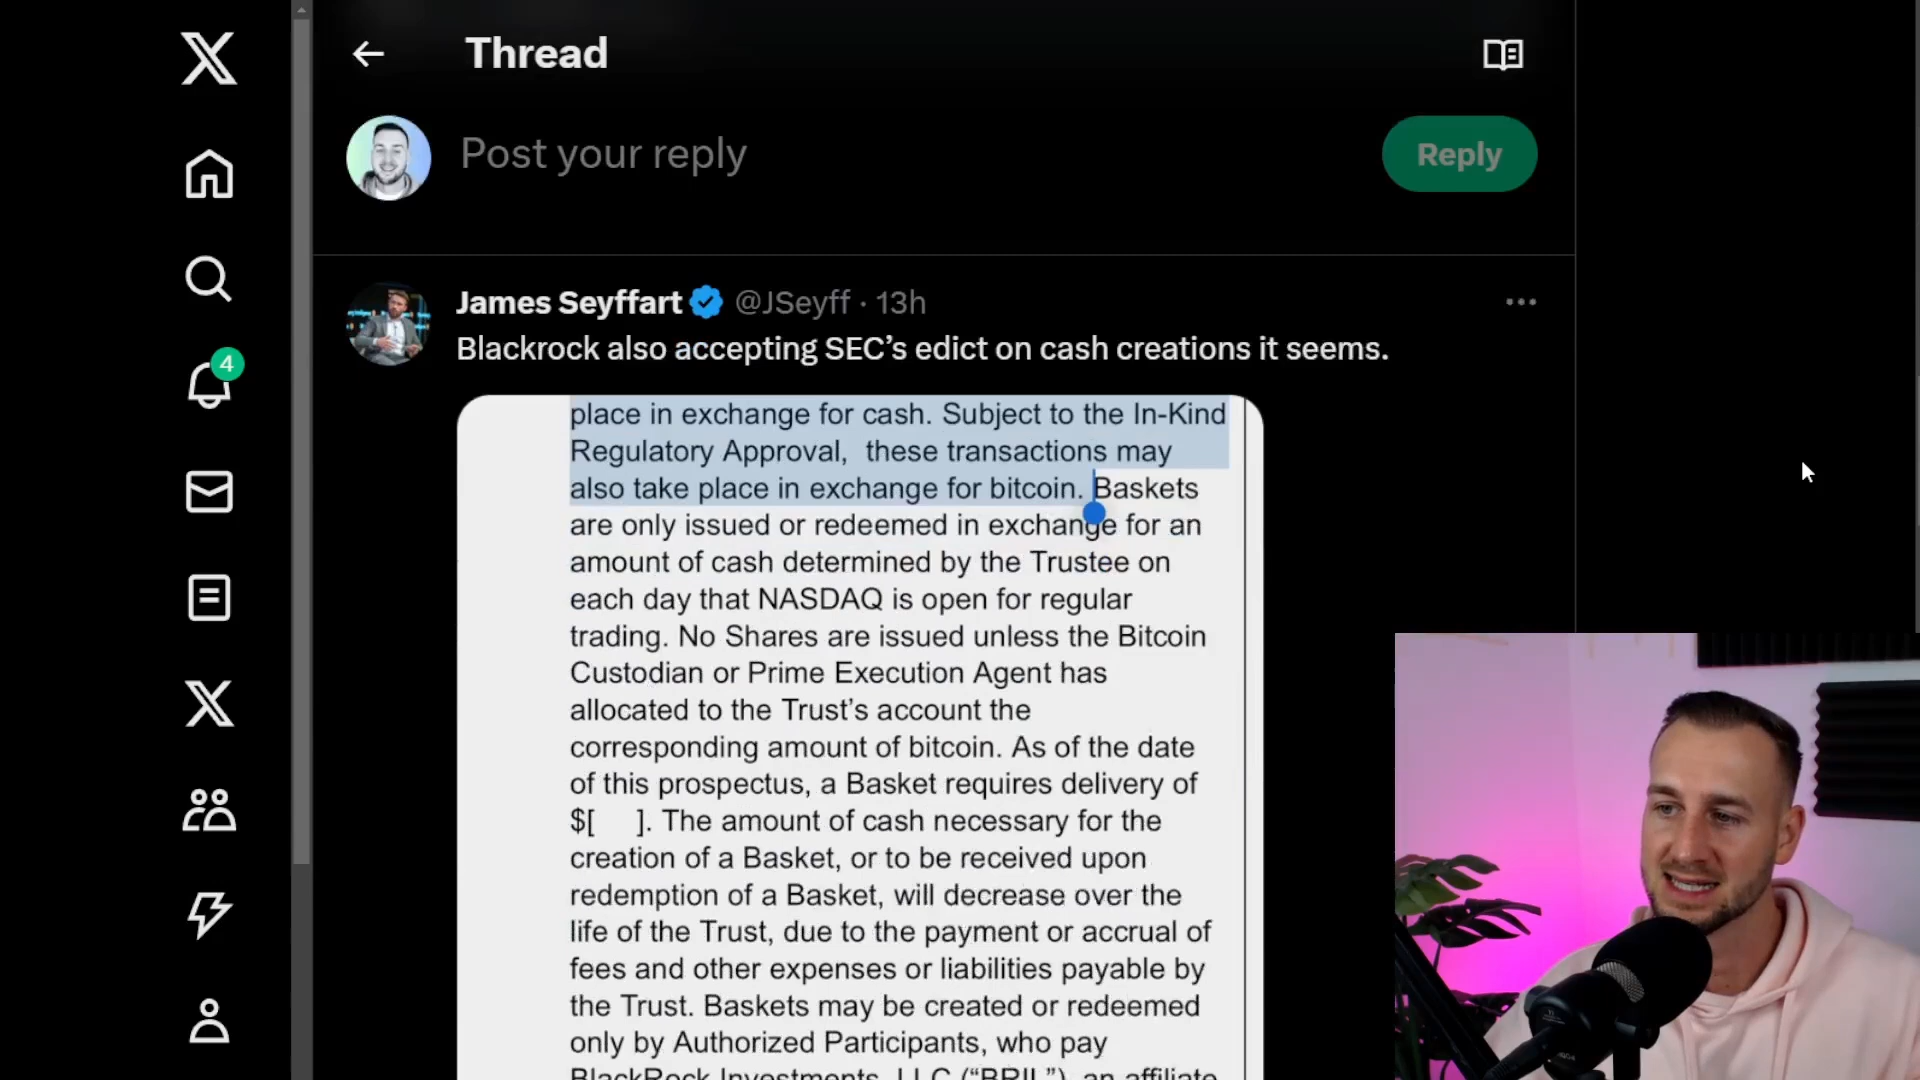 Thread
Post your reply
Reply
James Seyffart @JSeyff · 13h
Blackrock also accepting SEC’s edict on cash creations it seems.
4
place in exchange for cash. Subject to the In-Kind
Regulatory Approval,  these transactions may
also take place in exchange for bitcoin. Baskets
are only issued or redeemed in exchange for an
amount of cash determined by the Trustee on
each day that NASDAQ is open for regular
trading. No Shares are issued unless the Bitcoin
Custodian or Prime Execution Agent has
allocated to the Trust’s account the
corresponding amount of bitcoin. As of the date
of this prospectus, a Basket requires delivery of
$[     ]. The amount of cash necessary for the
creation of a Basket, or to be received upon
redemption of a Basket, will decrease over the
life of the Trust, due to the payment or accrual of
fees and other expenses or liabilities payable by
the Trust. Baskets may be created or redeemed
only by Authorized Participants, who pay
BlackRock Investments, LLC (“BRIL”), an affiliate